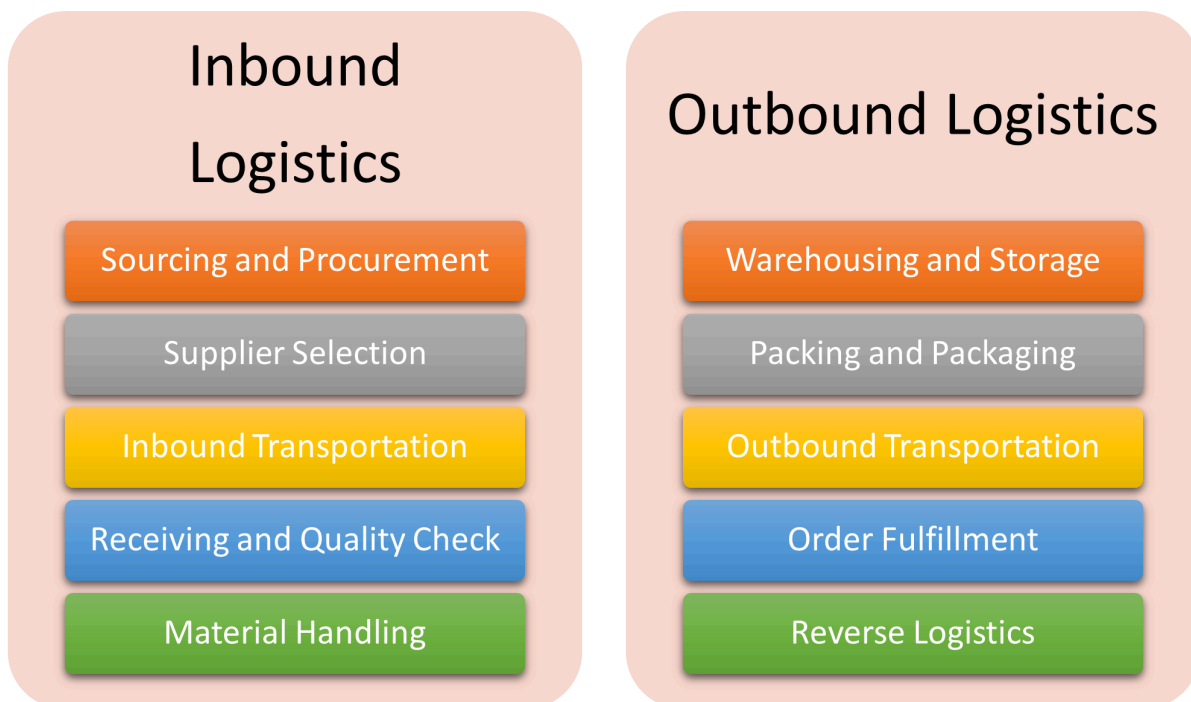 Inbound
Logistics
Sourcing and Procurement
Supplier Selection
Inbound Transportation
Receiving and Quality Check
Material Handling
Outbound Logistics
Warehousing and Storage
Packing and Packaging
Outbound Transportation
Order Fulfillment
Reverse Logistics